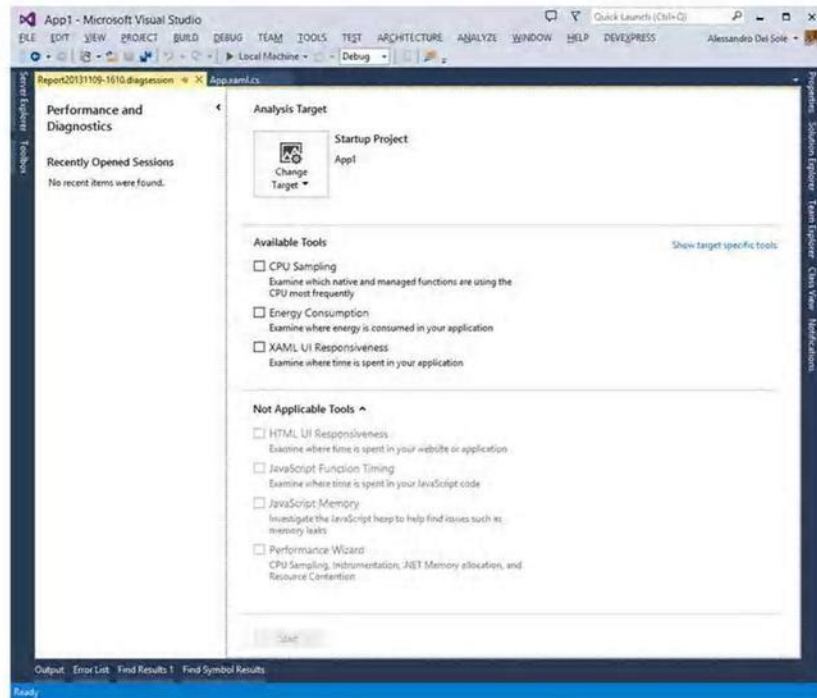 App1 - Microsoft Visual Studio
Quick Launch (Ctrl+Q)
FILE EDIT VIEW PROJECT BUILD DEBUG TEAM TOOLS TEST ARCHITECTURE ANALYZE WINDOW HELP DEVEXPRESS
Alessandro Del Sole
Local Machine
Debug
Server Explorer
Toolbox
Report20131109-1610.diagsession
App.xaml.cs
Performance and
Diagnostics
Recently Opened Sessions
No recent items were found.
Analysis Target
Change
Target
Startup Project
App1
Available Tools
Show target specific tools
CPU Sampling
Examine which native and managed functions are using the
CPU most frequently
Energy Consumption
Examine where energy is consumed in your application
XAML UI Responsiveness
Examine where time is spent in your application
Not Applicable Tools
HTML UI Responsiveness
Examine where time is spent in your website or application
JavaScript Function Timing
Examine where time is spent in your JavaScript code
JavaScript Memory
Investigate the JavaScript heap to help find issues such as
memory leaks
Performance Wizard
CPU Sampling, Instrumentation, .NET Memory allocation, and
Resource Contention
Start
Properties
Solution Explorer
Team Explorer
Class View
Notifications
Output Error List Find Results 1 Find Symbol Results
Ready